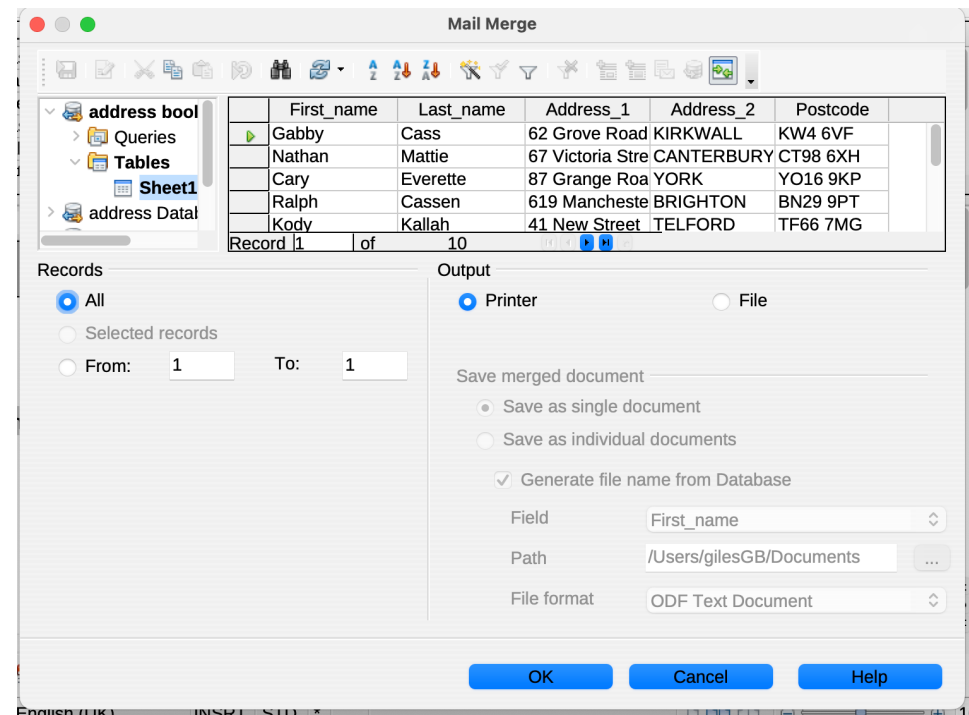 Mail Merge
address bool
Queries
Tables
Sheet1
address Datab
First_name Last_name Address_1 Address_2 Postcode
Gabby Cass 62 Grove Road KIRKWALL KW4 6VF
Nathan Mattie 67 Victoria Stre CANTERBURY CT98 6XH
Cary Everette 87 Grange Roa YORK YO16 9KP
Ralph Cassen 619 Mancheste BRIGHTON BN29 9PT
Kody Kallah 41 New Street TELFORD TF66 7MG
Record 1 of 10
Records
All
Selected records
From: 1 To: 1
Output
Printer File
Save merged document
Save as single document
Save as individual documents
Generate file name from Database
Field First_name
Path /Users/gilesGB/Documents ...
File format ODF Text Document
OK Cancel Help
English (UK) INSRT STD *